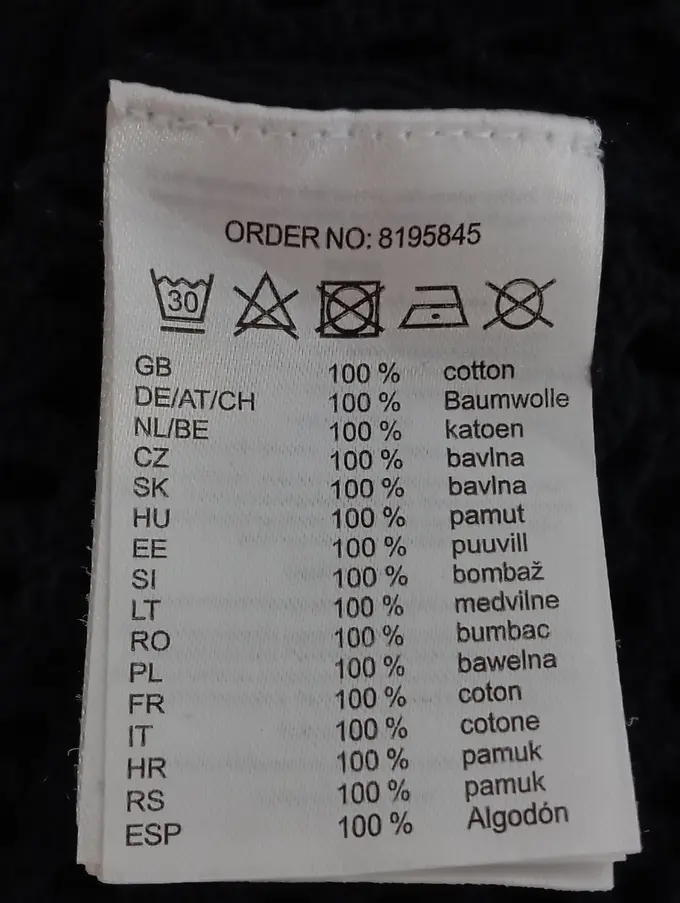 ORDER NO: 8195845
30
GB 100 % cotton
DE/AT/CH 100 % Baumwolle
NL/BE 100 % katoen
CZ 100 % bavlna
SK 100 % bavlna
HU 100 % pamut
EE 100 % puuvill
SI 100 % bombaž
LT 100 % medvilne
RO 100 % bumbac
PL 100 % bawelna
FR 100 % coton
IT 100 % cotone
HR 100 % pamuk
RS 100 % pamuk
ESP 100 % Algodón